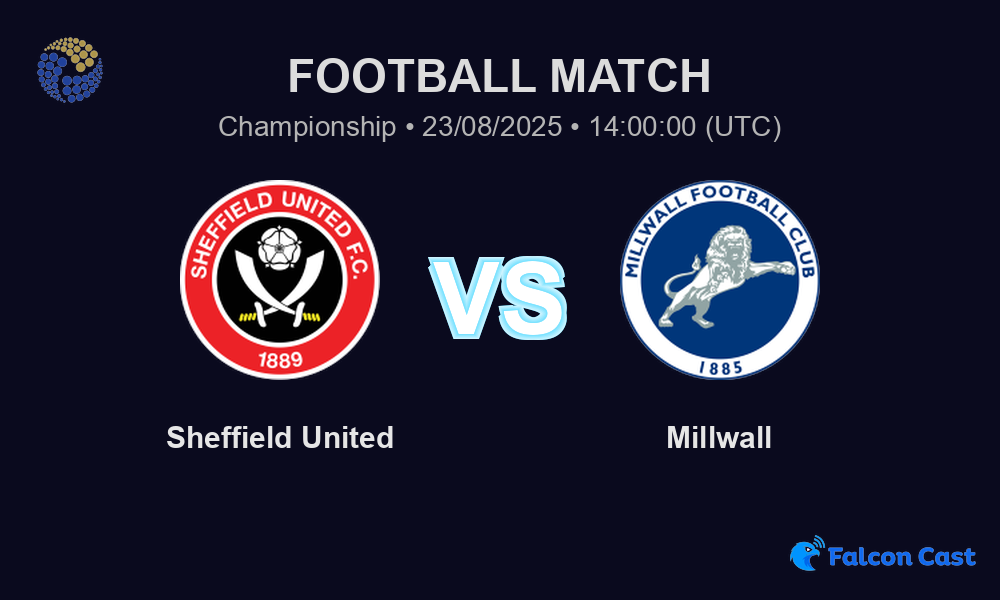 FOOTBALL MATCH
Championship • 23/08/2025 • 14:00:00 (UTC)
SHEFFIELD UNITED F.C.
1889
VS
MILLWALL FOOTBALL CLUB
1885
Sheffield United
Millwall
Falcon Cast